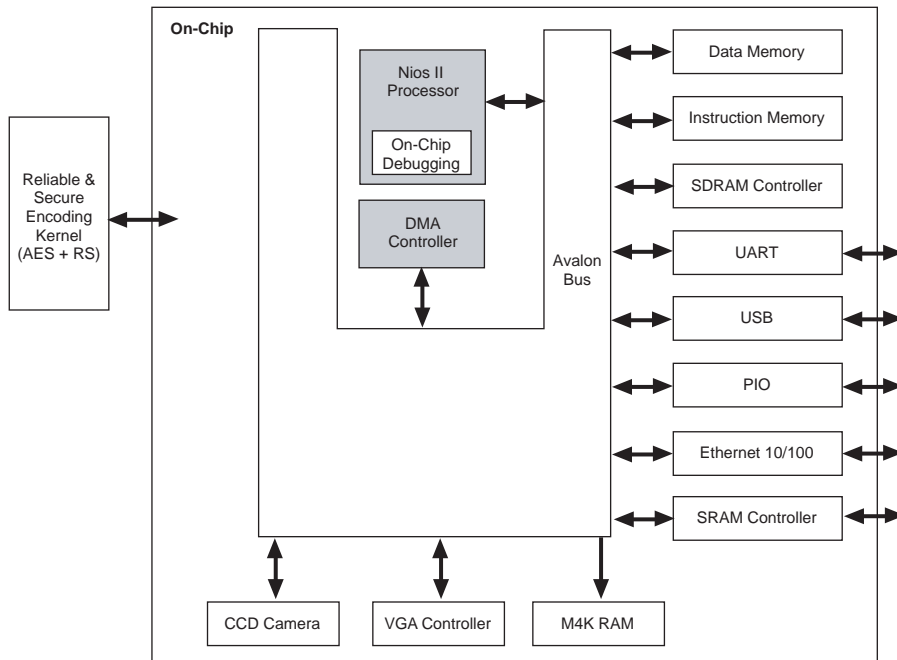 On-Chip
Nios II
Processor
On-Chip
Debugging
DMA
Controller
Reliable &
Secure
Encoding
Kernel
(AES + RS)
Avalon
Bus
Data Memory
Instruction Memory
SDRAM Controller
UART
USB
PIO
Ethernet 10/100
SRAM Controller
CCD Camera
VGA Controller
M4K RAM